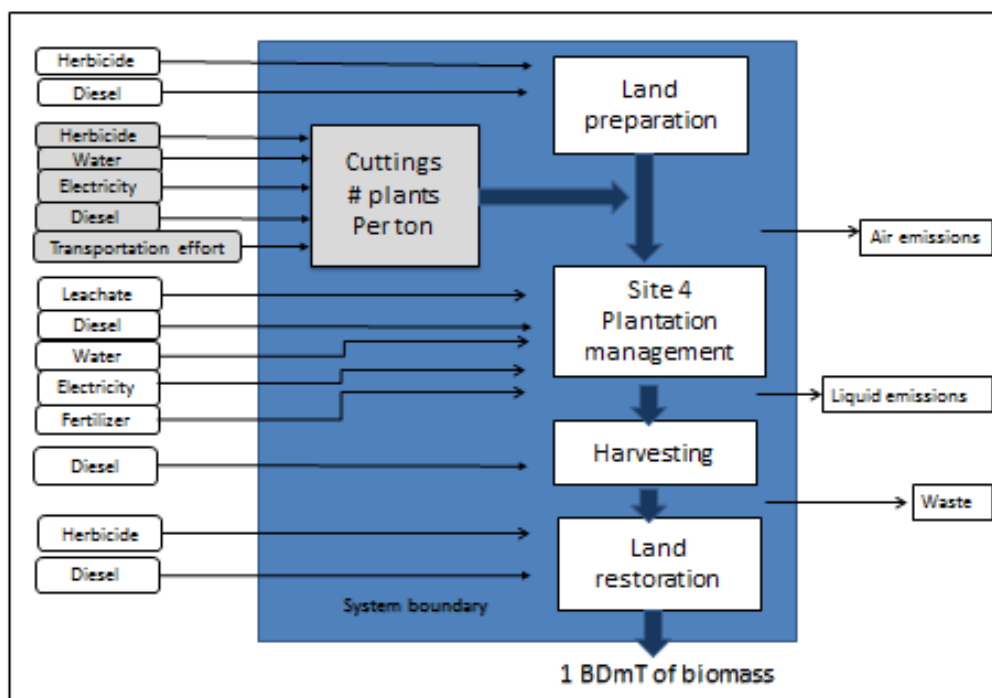 Herbicide
Diesel
Land
preparation
Herbicide
Water
Electricity
Diesel
Transportation effort
Cuttings
# plants
Per ton
Air emissions
Leachate
Diesel
Water
Electricity
Fertilizer
Site 4
Plantation
management
Liquid emissions
Diesel
Harvesting
Waste
Herbicide
Diesel
Land
restoration
System boundary
1 BDmT of biomass